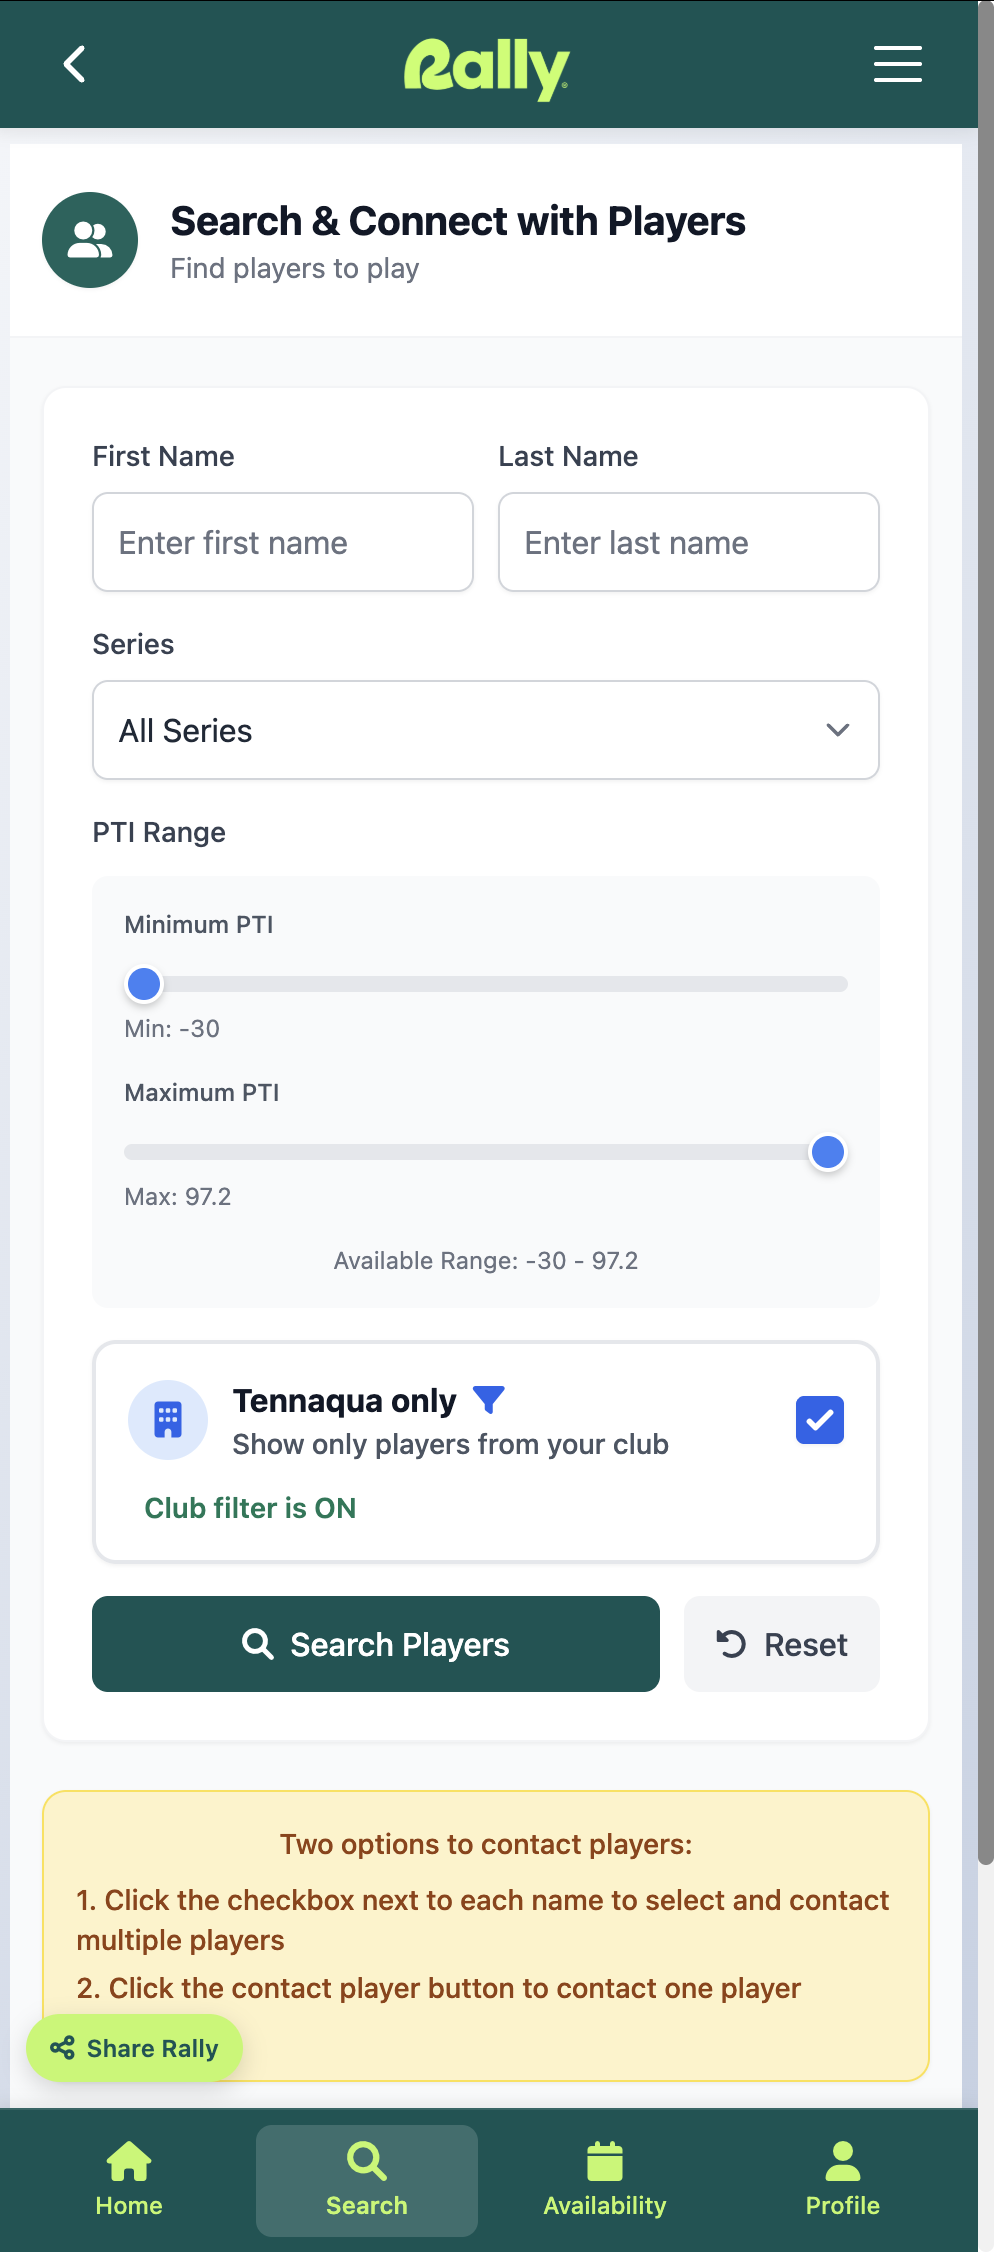 Rally
Search & Connect with Players
Find players to play
First Name
Last Name
Enter first name
Enter last name
Series
All Series
PTI Range
Minimum PTI
Min: -30
Maximum PTI
Max: 97.2
Available Range: -30 - 97.2
Tennaqua only
Show only players from your club
Club filter is ON
Search Players
Reset
Two options to contact players:
1. Click the checkbox next to each name to select and contact
multiple players
2. Click the contact player button to contact one player
Share Rally
Home
Search
Availability
Profile